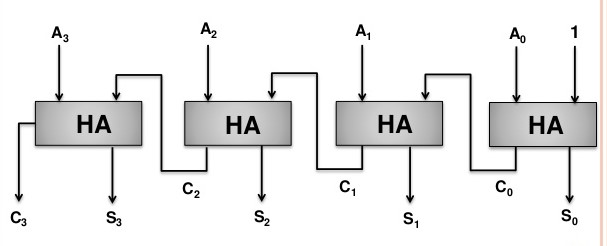 A3 A2 A1 A0 1
HA HA HA HA
C2 C1 C0
C3 S3 S2 S1 S0